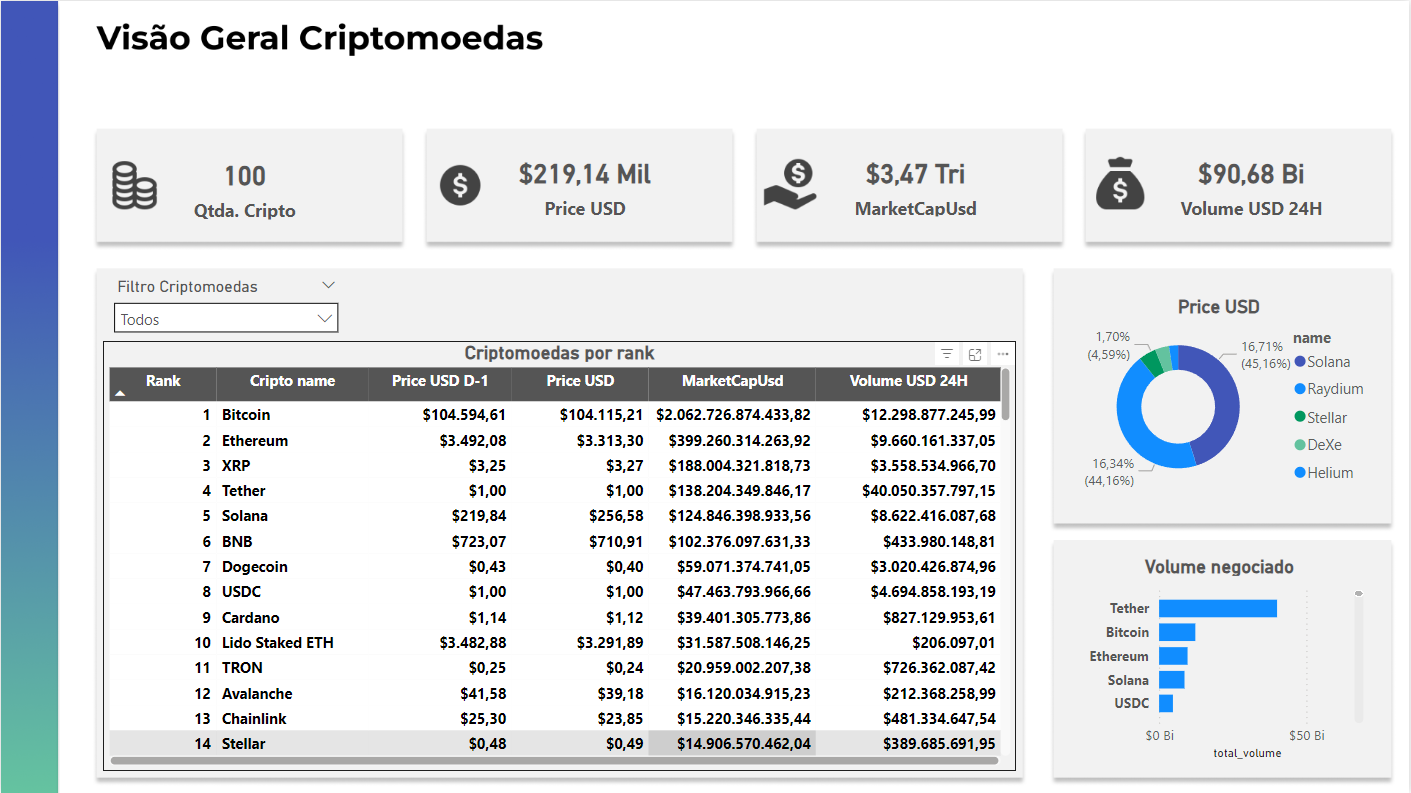 Visão Geral Criptomoedas
100
Qtda. Cripto
$219,14 Mil
Price USD
$3,47 Tri
MarketCapUsd
$90,68 Bi
Volume USD 24H
Filtro Criptomoedas
Todos
Criptomoedas por rank
Rank Cripto name Price USD D-1 Price USD MarketCapUsd Volume USD 24H
1 Bitcoin $104.594,61 $104.115,21 $2.062.726.874.433,82 $12.298.877.245,99
2 Ethereum $3.492,08 $3.313,30 $399.260.314.263,92 $9.660.161.337,05
3 XRP $3,25 $3,27 $188.004.321.818,73 $3.558.534.966,70
4 Tether $1,00 $1,00 $138.204.349.846,17 $40.050.357.797,15
5 Solana $219,84 $256,58 $124.846.398.933,56 $8.622.416.087,68
6 BNB $723,07 $710,91 $102.376.097.631,33 $433.980.148,81
7 Dogecoin $0,43 $0,40 $59.071.374.741,05 $3.020.426.874,96
8 USDC $1,00 $1,00 $47.463.793.966,66 $4.694.858.193,19
9 Cardano $1,14 $1,12 $39.401.305.773,86 $827.129.953,61
10 Lido Staked ETH $3.482,88 $3.291,89 $31.587.508.146,25 $206.097,01
11 TRON $0,25 $0,24 $20.959.002.207,38 $726.362.087,42
12 Avalanche $41,58 $39,18 $16.120.034.915,23 $212.368.258,99
13 Chainlink $25,30 $23,85 $15.220.346.335,44 $481.334.647,54
14 Stellar $0,48 $0,49 $14.906.570.462,04 $389.685.691,95
Price USD
1,70%
(4,59%)
16,71%
(45,16%)
16,34%
(44,16%)
name
Solana
Raydium
Stellar
DeXe
Helium
Volume negociado
Tether
Bitcoin
Ethereum
Solana
USDC
$0 Bi $50 Bi
total_volume